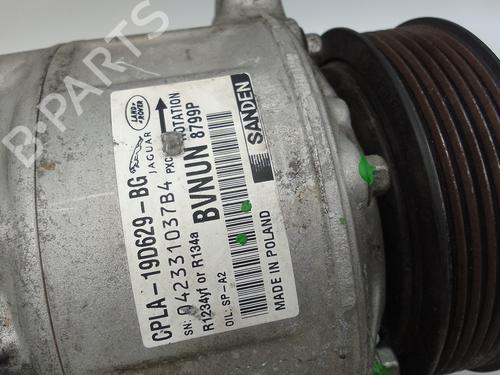 B-PARTS
LAND ROVER
JAGUAR
CPLA-19D629-BG
SN: 042331037B4
ROTATION
BVNUN 8799P
R1234yf or R134a
OIL: SP-A2
SANDEN
MADE IN POLAND